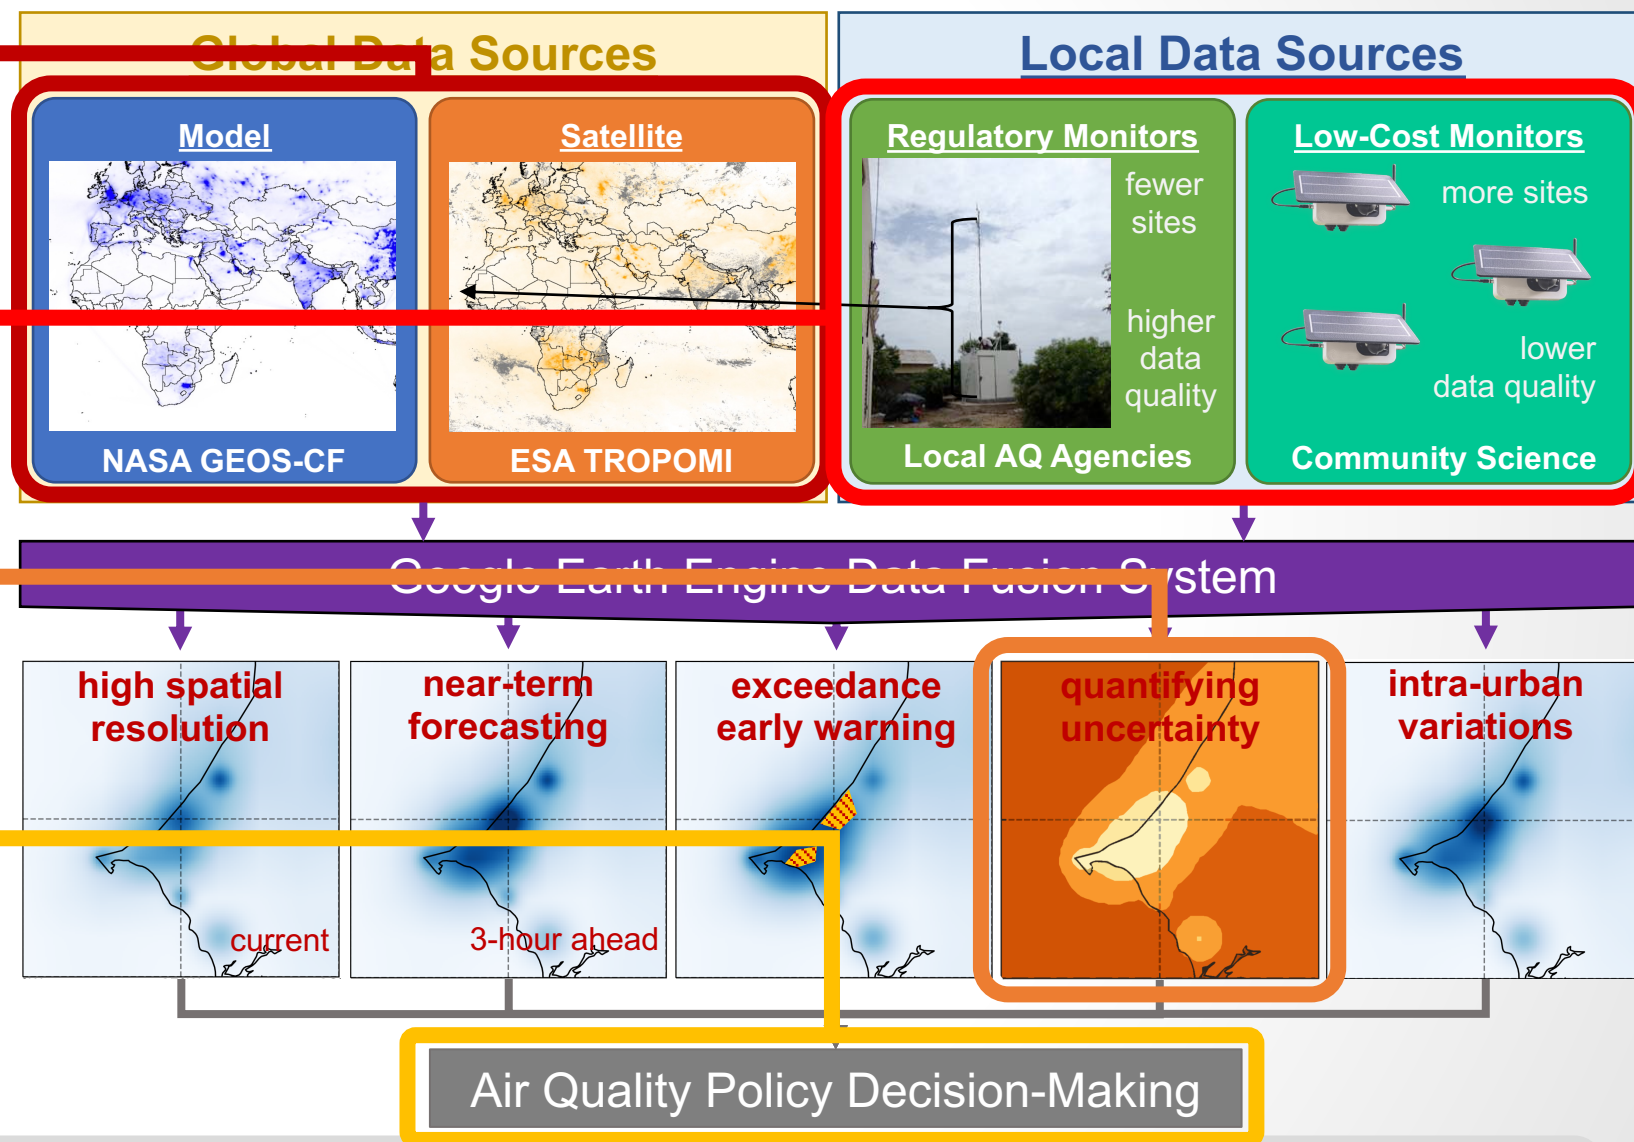 Global Data Sources
Local Data Sources
Model
Satellite
Regulatory Monitors
Low-Cost Monitors
fewer
sites
more sites
higher
data
quality
lower
data quality
NASA GEOS-CF
ESA TROPOMI
Local AQ Agencies
Community Science
Google Earth Engine Data Fusion System
high spatial
resolution
near-term
forecasting
exceedance
early warning
quantifying
uncertainty
intra-urban
variations
current
3-hour ahead
Air Quality Policy Decision-Making